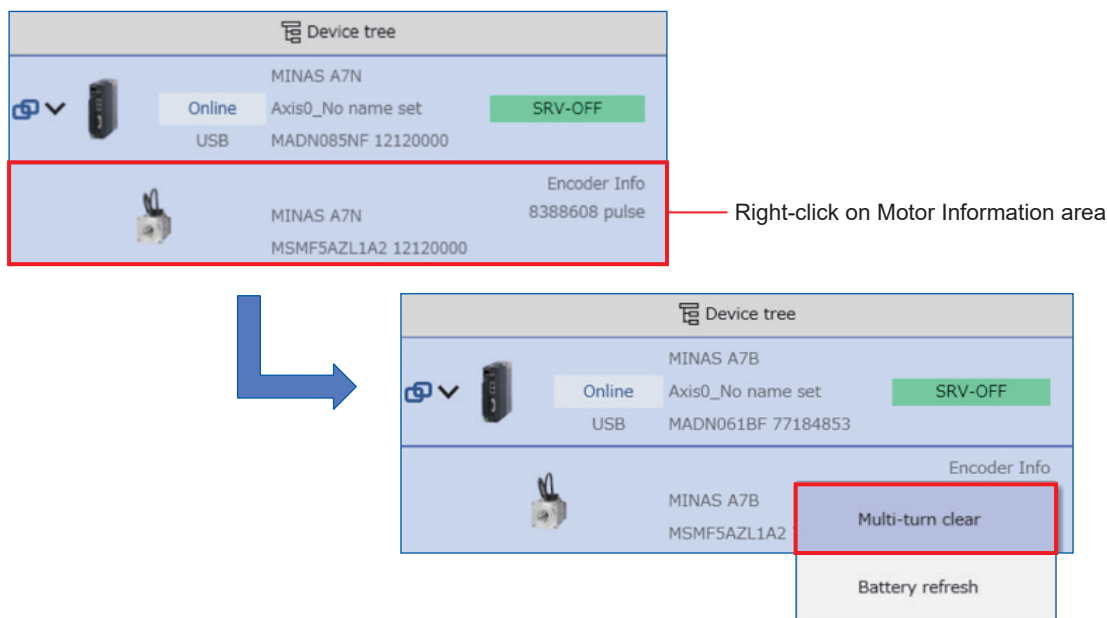 Device tree
MINAS A7N
Online Axis0_No name set SRV-OFF
USB MADN085NF 12120000
Encoder Info
MINAS A7N 8388608 pulse
MSMF5AZL1A2 12120000
Right-click on Motor Information area
Device tree
MINAS A7B
Online Axis0_No name set SRV-OFF
USB MADN061BF 77184853
Encoder Info
MINAS A7B
MSMF5AZL1A2
Multi-turn clear
Battery refresh